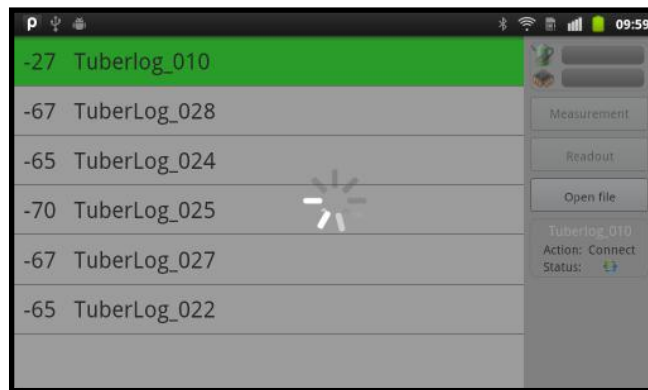 09:59
-27 Tuberlog_010
-67 TuberLog_028
-65 TuberLog_024
-70 TuberLog_025
-67 TuberLog_027
-65 TuberLog_022
Measurement
Readout
Open file
Tuberlog_010
Action: Connect
Status: